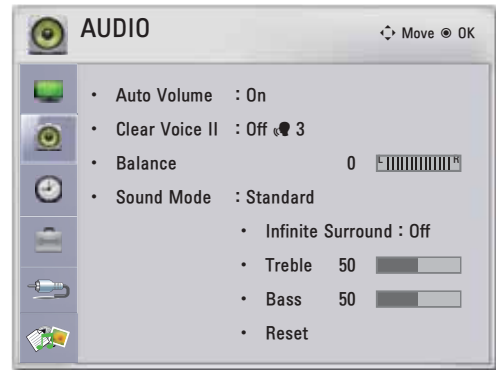 AUDIO Move OK
• Auto Volume : On
• Clear Voice II : Off 3
• Balance 0 L R
• Sound Mode : Standard
• Infinite Surround : Off
• Treble 50
• Bass 50
• Reset